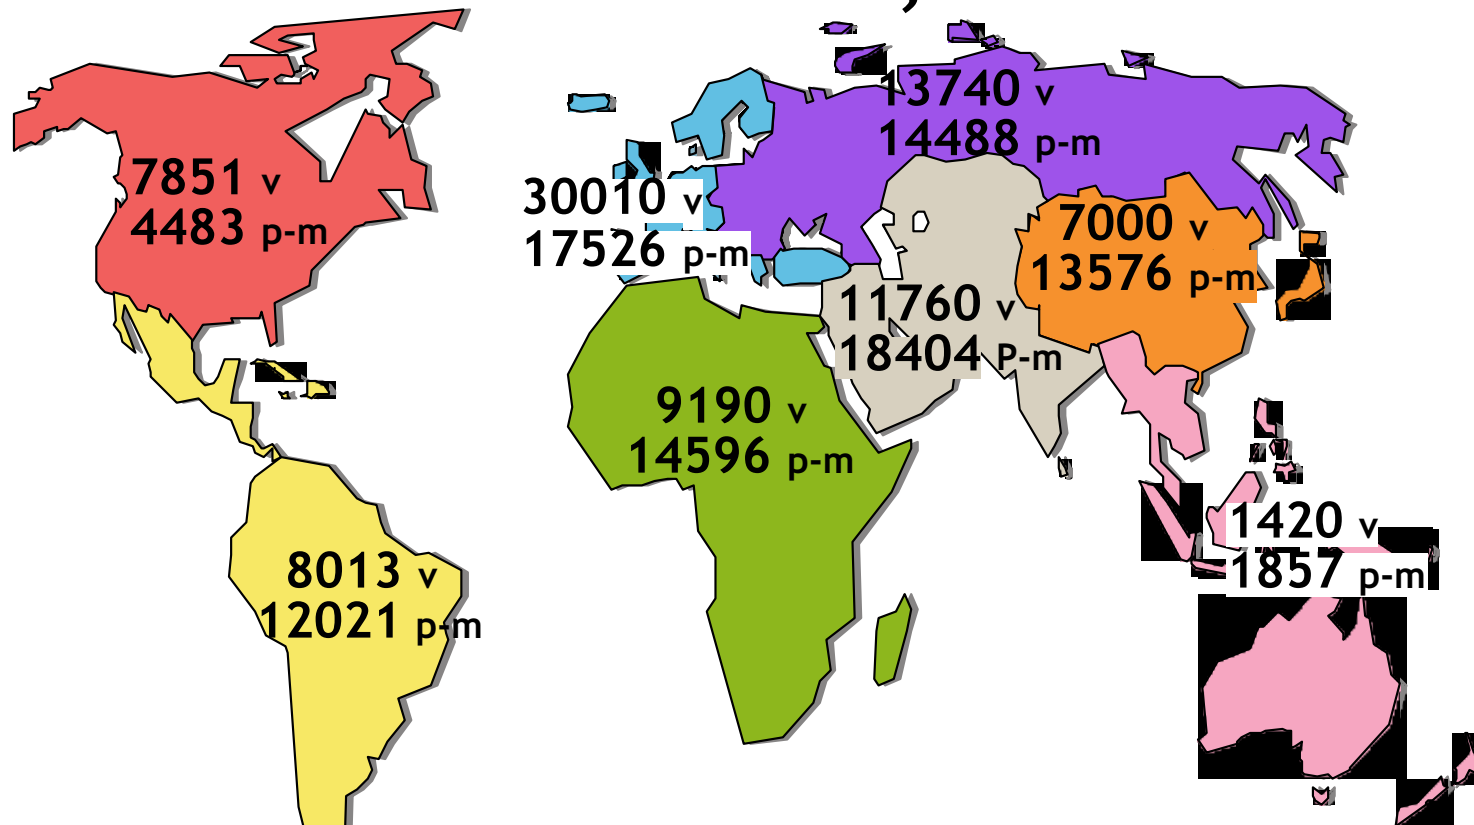 13740 v
14488 p-m
7851 v
4483 p-m
30010 v
17526 p-m
7000 v
13576 p-m
11760 v
18404 P-m
9190 v
14596 p-m
1420 v
1857 p-m
8013 v
12021 p-m